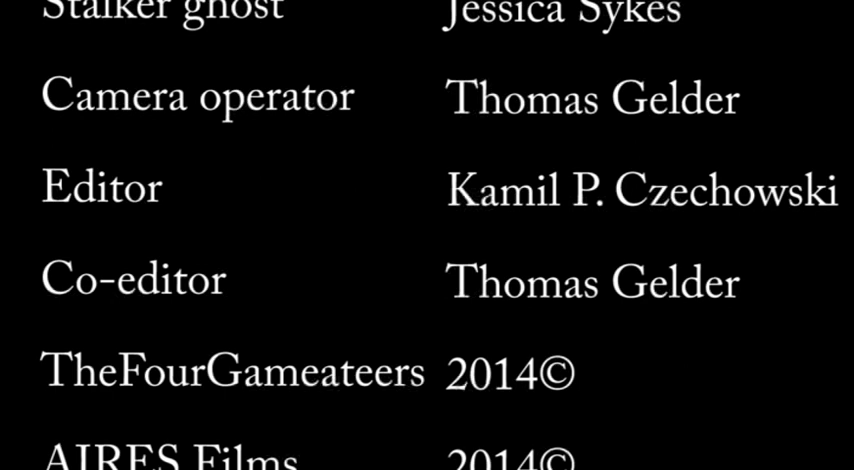 Stalker ghost Jessica Sykes
Camera operator Thomas Gelder
Editor Kamil P. Czechowski
Co-editor Thomas Gelder
TheFourGameateers 2014©
AIRES Films 2014©